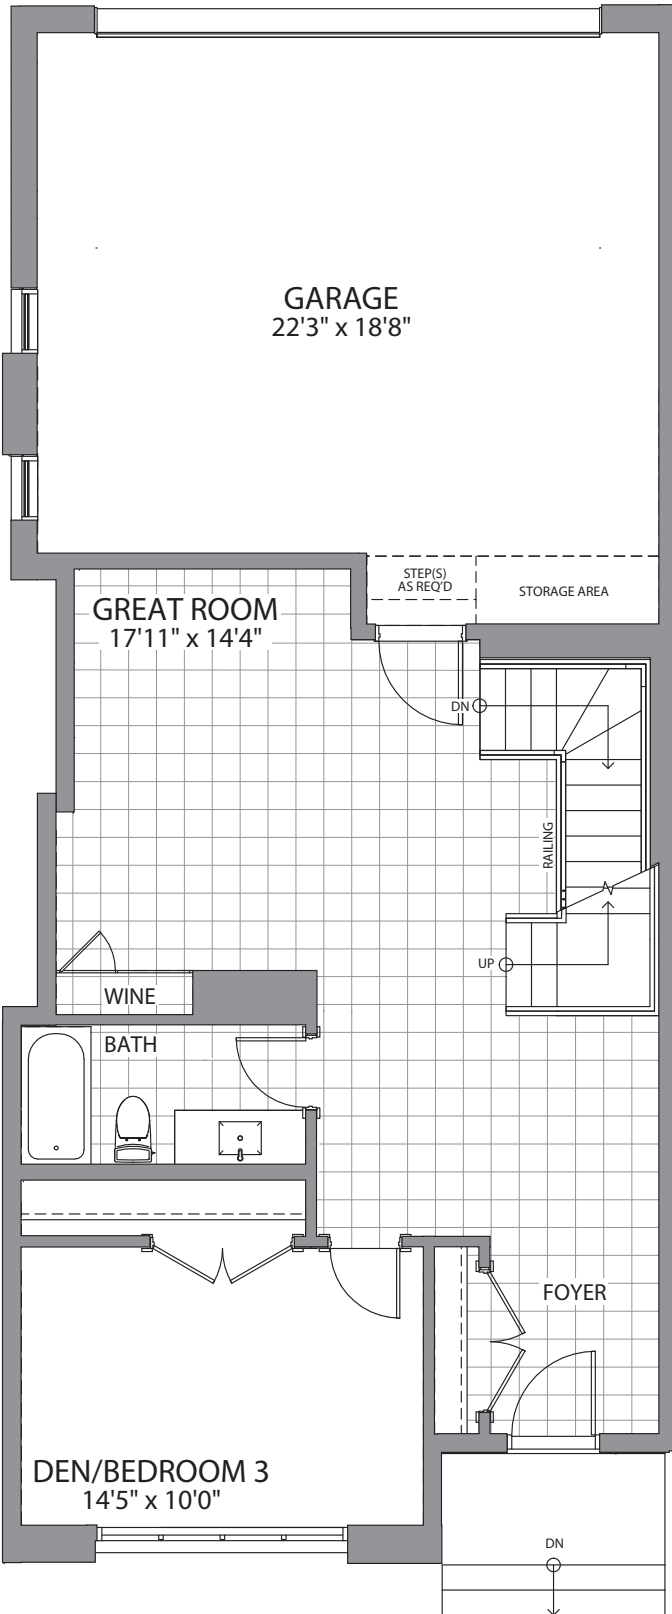 GARAGE
22'3" x 18'8"
STEP(S)
AS REQ'D
STORAGE AREA
GREAT ROOM
17'11" x 14'4"
DN
RAILING
UP
WINE
BATH
FOYER
DEN/BEDROOM 3
14'5" x 10'0"
DN